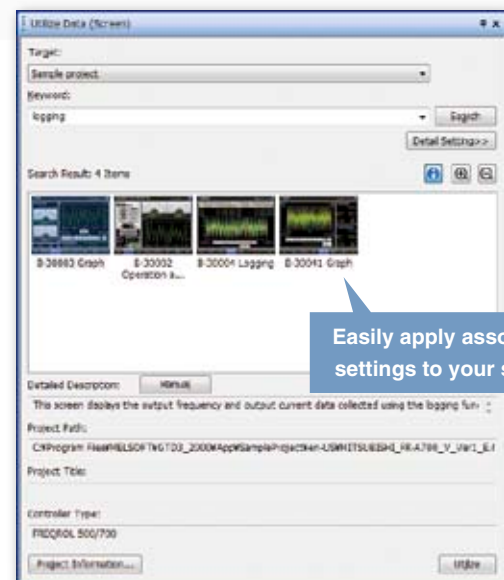 Utilize Data (Screen)
Target:
Sample project
Keyword:
logging
Search
Detail Setting>>
Search Result: 4 Items
B-30003 Graph
B-30002 Operation a...
B-30004 Logging
B-30041 Graph
Easily apply
settings to your
Detailed Description:
Manual
This screen displays the output frequency and output current data collected using the logging
Project Path:
Project Title:
Controller Type:
FREQROL 500/700
Project Information...
Utilize